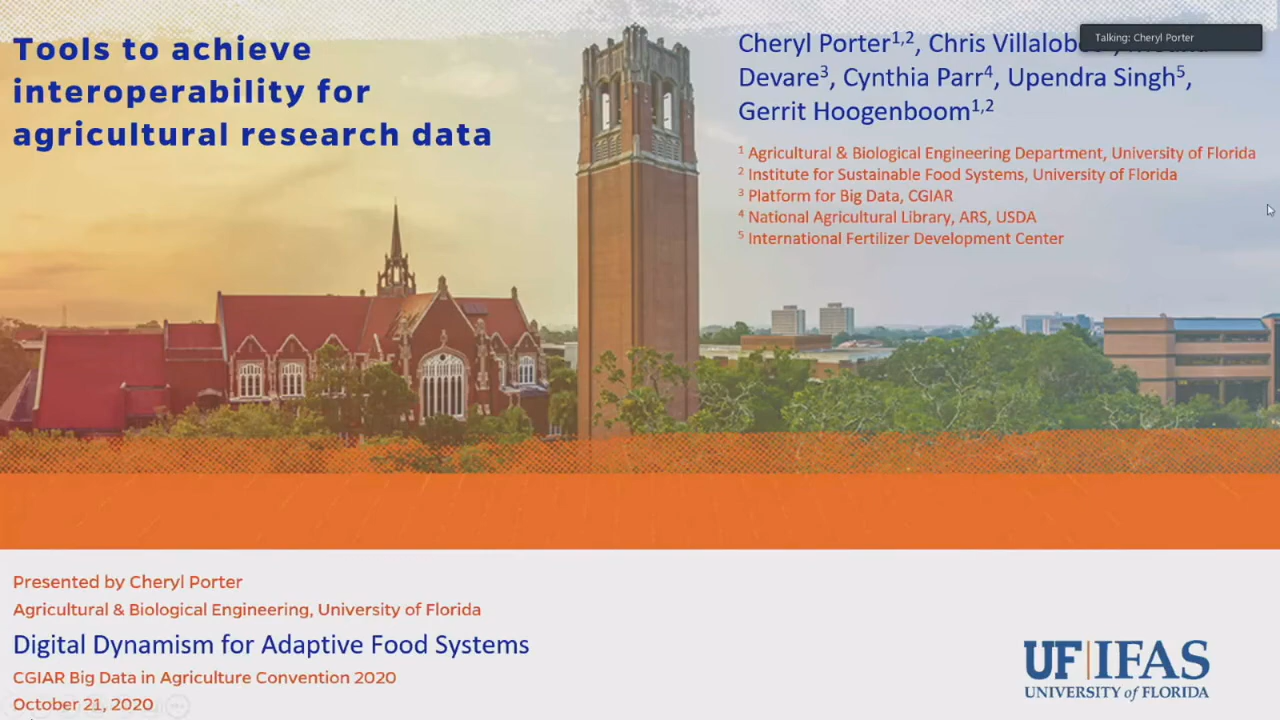 Tools to achieve
interoperability for
agricultural research data
Cheryl Porter1,2, Chris
Talking: Cheryl Porter
Devare3, Cynthia Parr4, Upendra Singh5,
Gerrit Hoogenboom1,2
1 Agricultural & Biological Engineering Department, University of Florida
2 Institute for Sustainable Food Systems, University of Florida
3 Platform for Big Data, CGIAR
4 National Agricultural Library, ARS, USDA
5 International Fertilizer Development Center
Presented by Cheryl Porter
Agricultural & Biological Engineering, University of Florida
Digital Dynamism for Adaptive Food Systems
CGIAR Big Data in Agriculture Convention 2020
October 21, 2020
UF|IFAS
UNIVERSITY of FLORIDA